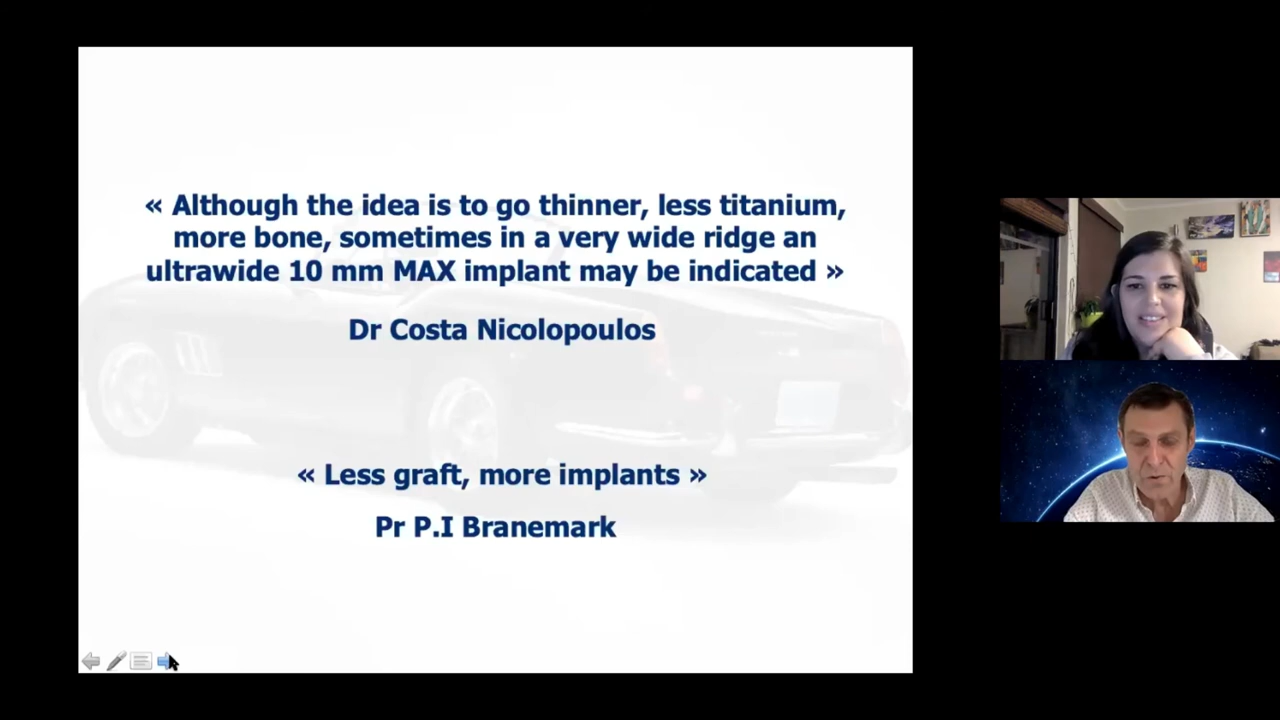 « Although the idea is to go thinner, less titanium,
more bone, sometimes in a very wide ridge an
ultrawide 10 mm MAX implant may be indicated »
Dr Costa Nicolopoulos
« Less graft, more implants »
Pr P.I Branemark